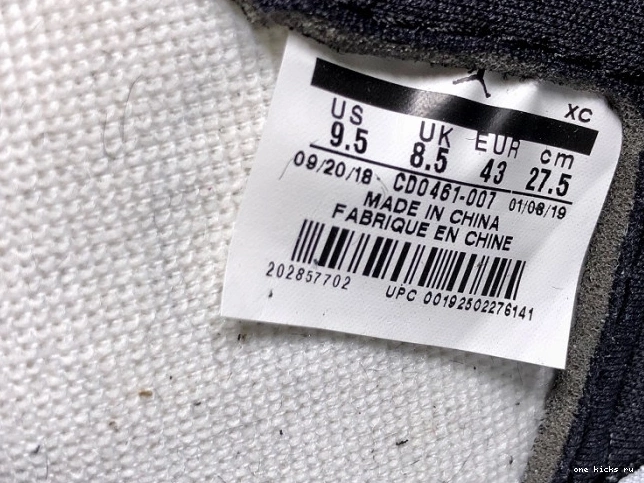 XC
US UK EUR cm
9.5 8.5 43 27.5
09/20/18 CD0461-007 01/06/19
MADE IN CHINA
FABRIQUE EN CHINE
202857702 UPC 00192502276141
one kicks ru